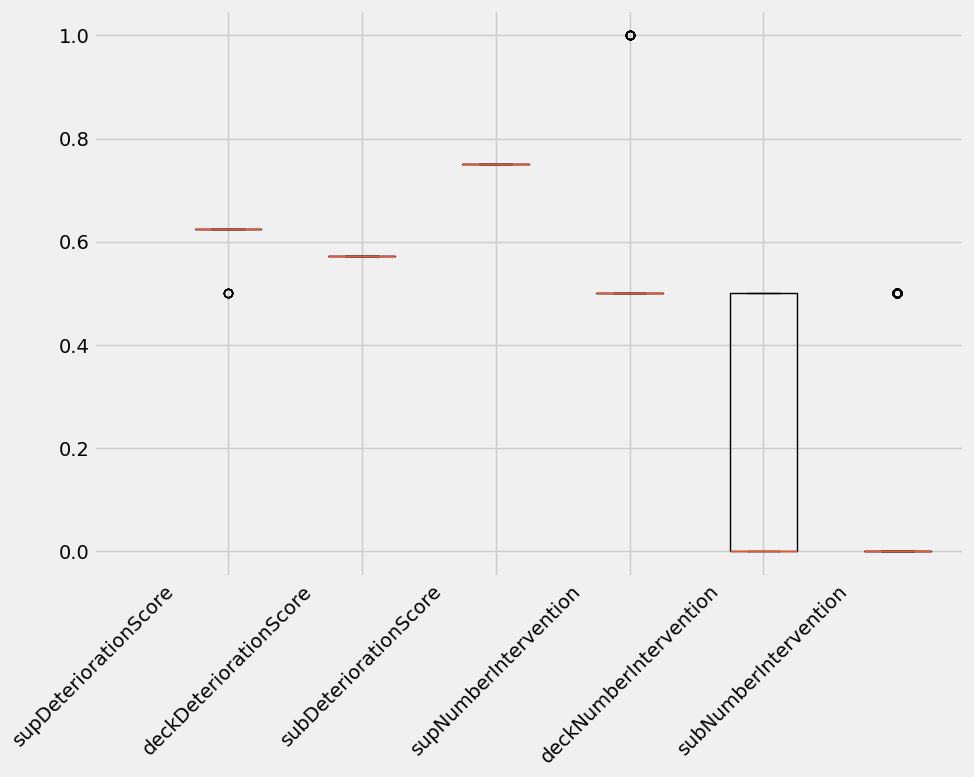 1.0
0.8
0.6
0.4
0.2
0.0
supDeteriorationScore
deckDeteriorationScore
subDeteriorationScore
supNumberIntervention
deckNumberIntervention
subNumberIntervention